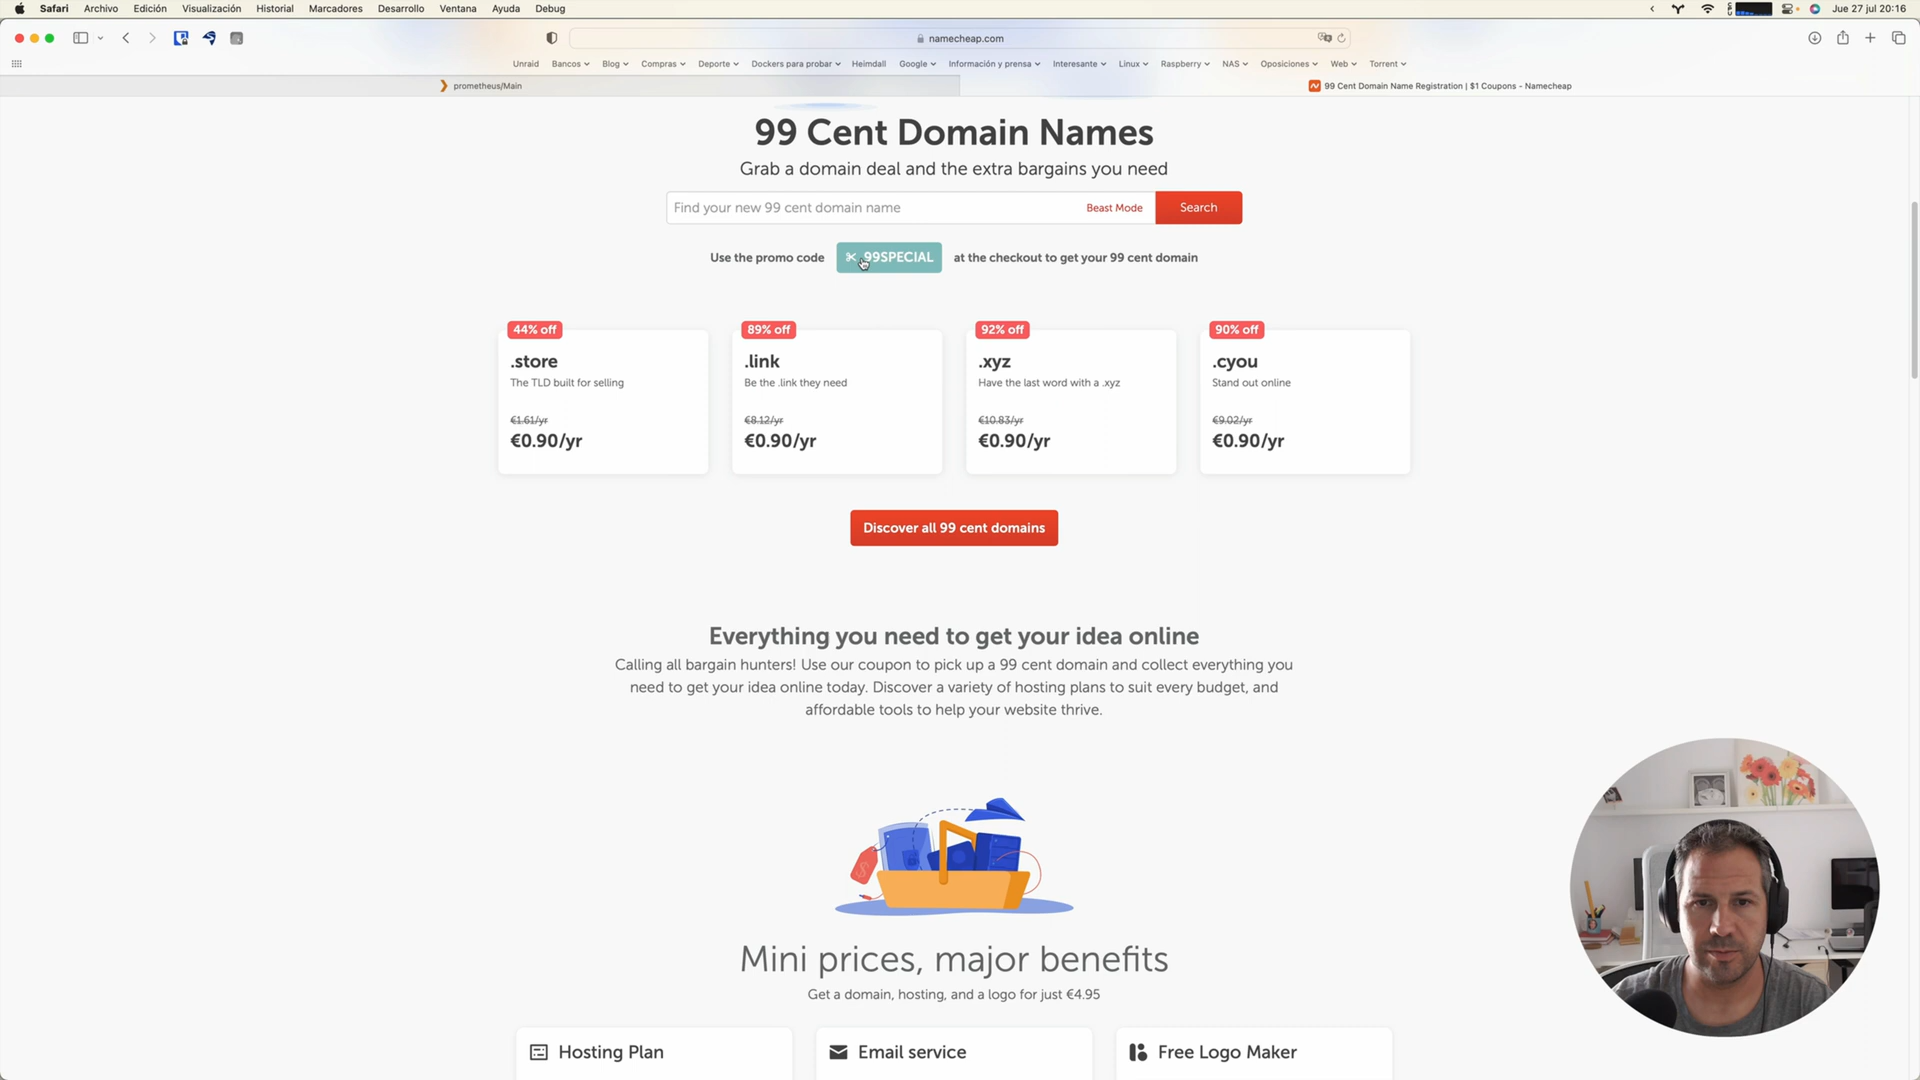 Safari Archivo Edición Visualización Historial Marcadores Desarrollo Ventana Ayuda Debug
Jue 27 jul 20:16
namecheap.com
Unraid Bancos Blog Compras Deporte Dockers para probar Heimdall Google Información y prensa Interesante Linux Raspberry NAS Oposiciones Web Torrent
prometheus/Main
99 Cent Domain Name Registration | $1 Coupons - Namecheap
99 Cent Domain Names
Grab a domain deal and the extra bargains you need
Find your new 99 cent domain name Beast Mode Search
Use the promo code 99SPECIAL at the checkout to get your 99 cent domain
44% off
.store
The TLD built for selling
€1.61/yr
€0.90/yr
89% off
.link
Be the .link they need
€8.12/yr
€0.90/yr
92% off
.xyz
Have the last word with a .xyz
€10.83/yr
€0.90/yr
90% off
.cyou
Stand out online
€9.02/yr
€0.90/yr
Discover all 99 cent domains
Everything you need to get your idea online
Calling all bargain hunters! Use our coupon to pick up a 99 cent domain and collect everything you
need to get your idea online today. Discover a variety of hosting plans to suit every budget, and
affordable tools to help your website thrive.
Mini prices, major benefits
Get a domain, hosting, and a logo for just €4.95
Hosting Plan
Email service
Free Logo Maker